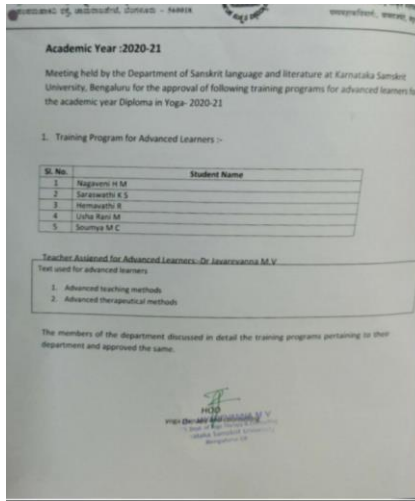 ಬೆಂಗಳೂರು - 560018
Academic Year :2020-21
Meeting held by the Department of Sanskrit language and literature at Karnataka Samskrit
University, Bengaluru for the approval of following training programs for advanced learners
the academic year Diploma in Yoga- 2020-21
1. Training Program for Advanced Learners :-
Sl. No. Student Name
1 Nagaveni H M
2 Saraswathi K S
3 Hemavathi R
4 Usha Rani M
5 Soumya M C
Teacher Assigned for Advanced Learners:-Dr Javarevanna M.V
Text used for advanced learners
1. Advanced teaching methods
2. Advanced therapeutical methods
The members of the department discussed in detail the training programs pertaining to their
department and approved the same.
HOD
M V
Samskrit University